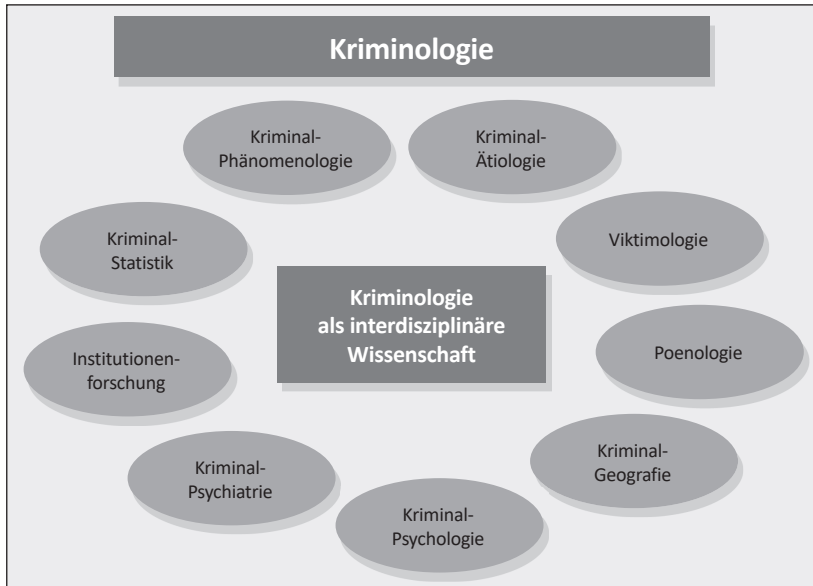 Kriminologie
Kriminal-
Phänomenologie
Kriminal-
Ätiologie
Kriminal-
Statistik
Viktimologie
Kriminologie
als interdisziplinäre
Wissenschaft
Institutionen-
forschung
Poenologie
Kriminal-
Psychiatrie
Kriminal-
Geografie
Kriminal-
Psychologie